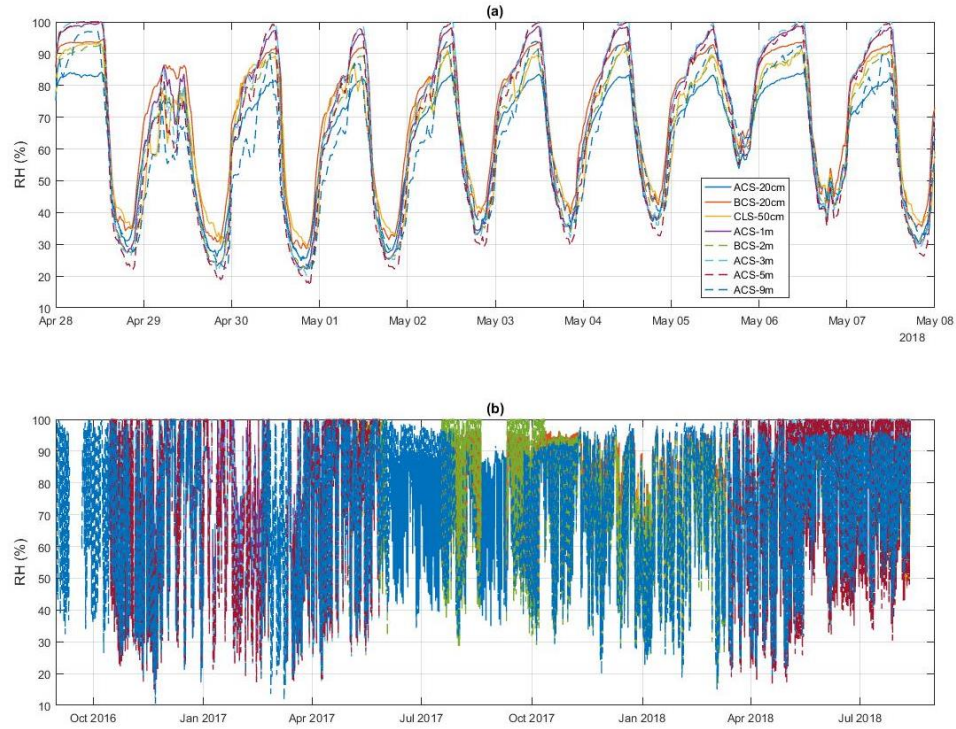 (a)
100
90
80
70
60
50
40
30
20
10
RH (%)
ACS-20cm
BCS-20cm
CLS-50cm
ACS-1m
BCS-2m
ACS-3m
ACS-5m
ACS-9m
Apr 28 Apr 29 Apr 30 May 01 May 02 May 03 May 04 May 05 May 06 May 07 May 08
2018
(b)
100
90
80
70
60
50
40
30
20
10
RH (%)
Oct 2016 Jan 2017 Apr 2017 Jul 2017 Oct 2017 Jan 2018 Apr 2018 Jul 2018